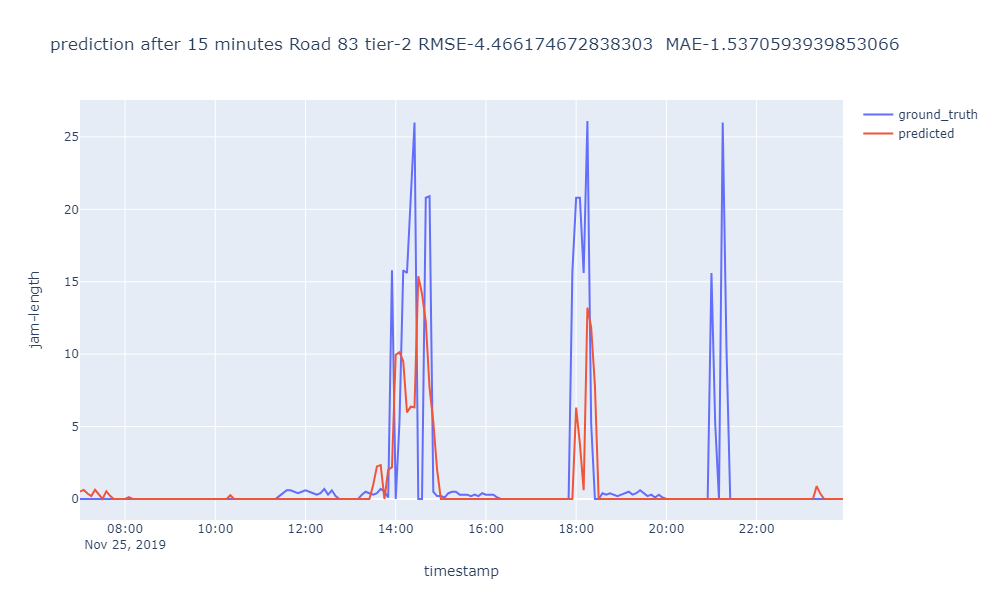 prediction after 15 minutes Road 83 tier-2 RMSE-4.466174672838303  MAE-1.5370593939853066
ground_truth
predicted
25
20
15
10
5
0
jam-length
08:00 10:00 12:00 14:00 16:00 18:00 20:00 22:00
Nov 25, 2019
timestamp